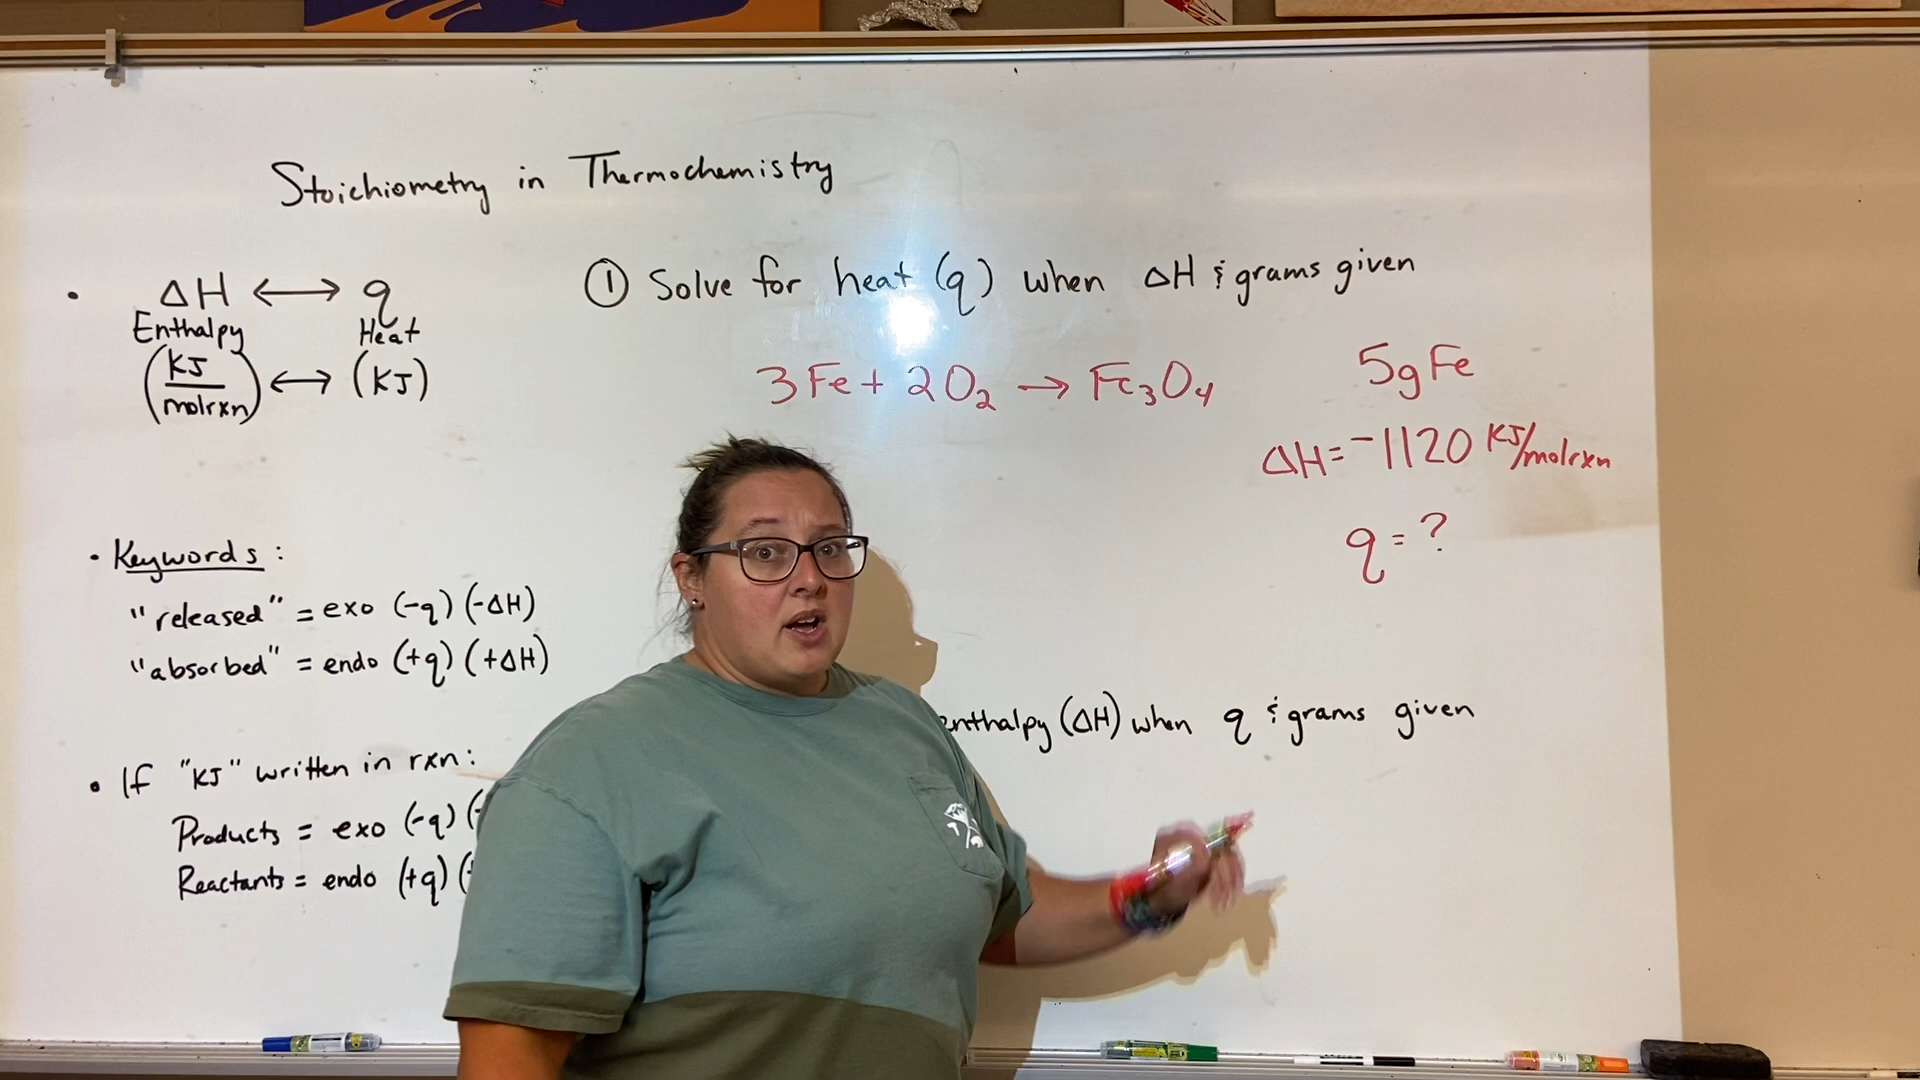 Stoichiometry in Thermochemistry
• ΔH ⟷ q
Enthalpy Heat
(KJ/molrxn) ⟷ (KJ)
• Keywords:
"released" = exo (-q) (-ΔH)
"absorbed" = endo (+q) (+ΔH)
• If "KJ" written in rxn:
Products = exo (-q) (-
Reactants = endo (+q) (
① Solve for heat (q) when ΔH & grams given
3Fe + 2O₂ → Fe₃O₄
5g Fe
ΔH = -1120 KJ/molrxn
q = ?
enthalpy (ΔH) when q & grams given